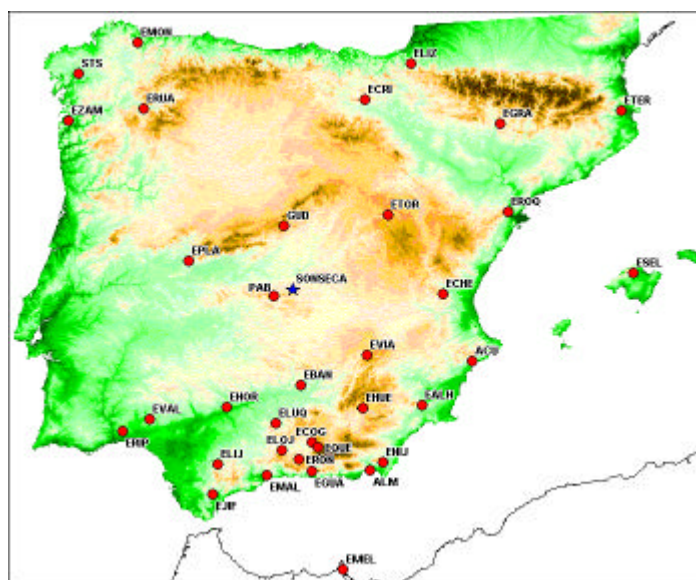 EMON
STS
ELIZ
ECRI
ERUA
EZAM
EGRA
ETER
ETOR
EROQ
GUD
EPLA
ESEL
SONSECA
PAB
ECHE
EVIA
ACU
EBAN
EHOR
EHUE
EALH
EVAL
ELUQ
ERIP
ECOG
EQUE
ELOJ
ERON
ELIJ
EHIJ
EMAL
EGUA
ALM
EJIF
EMEL